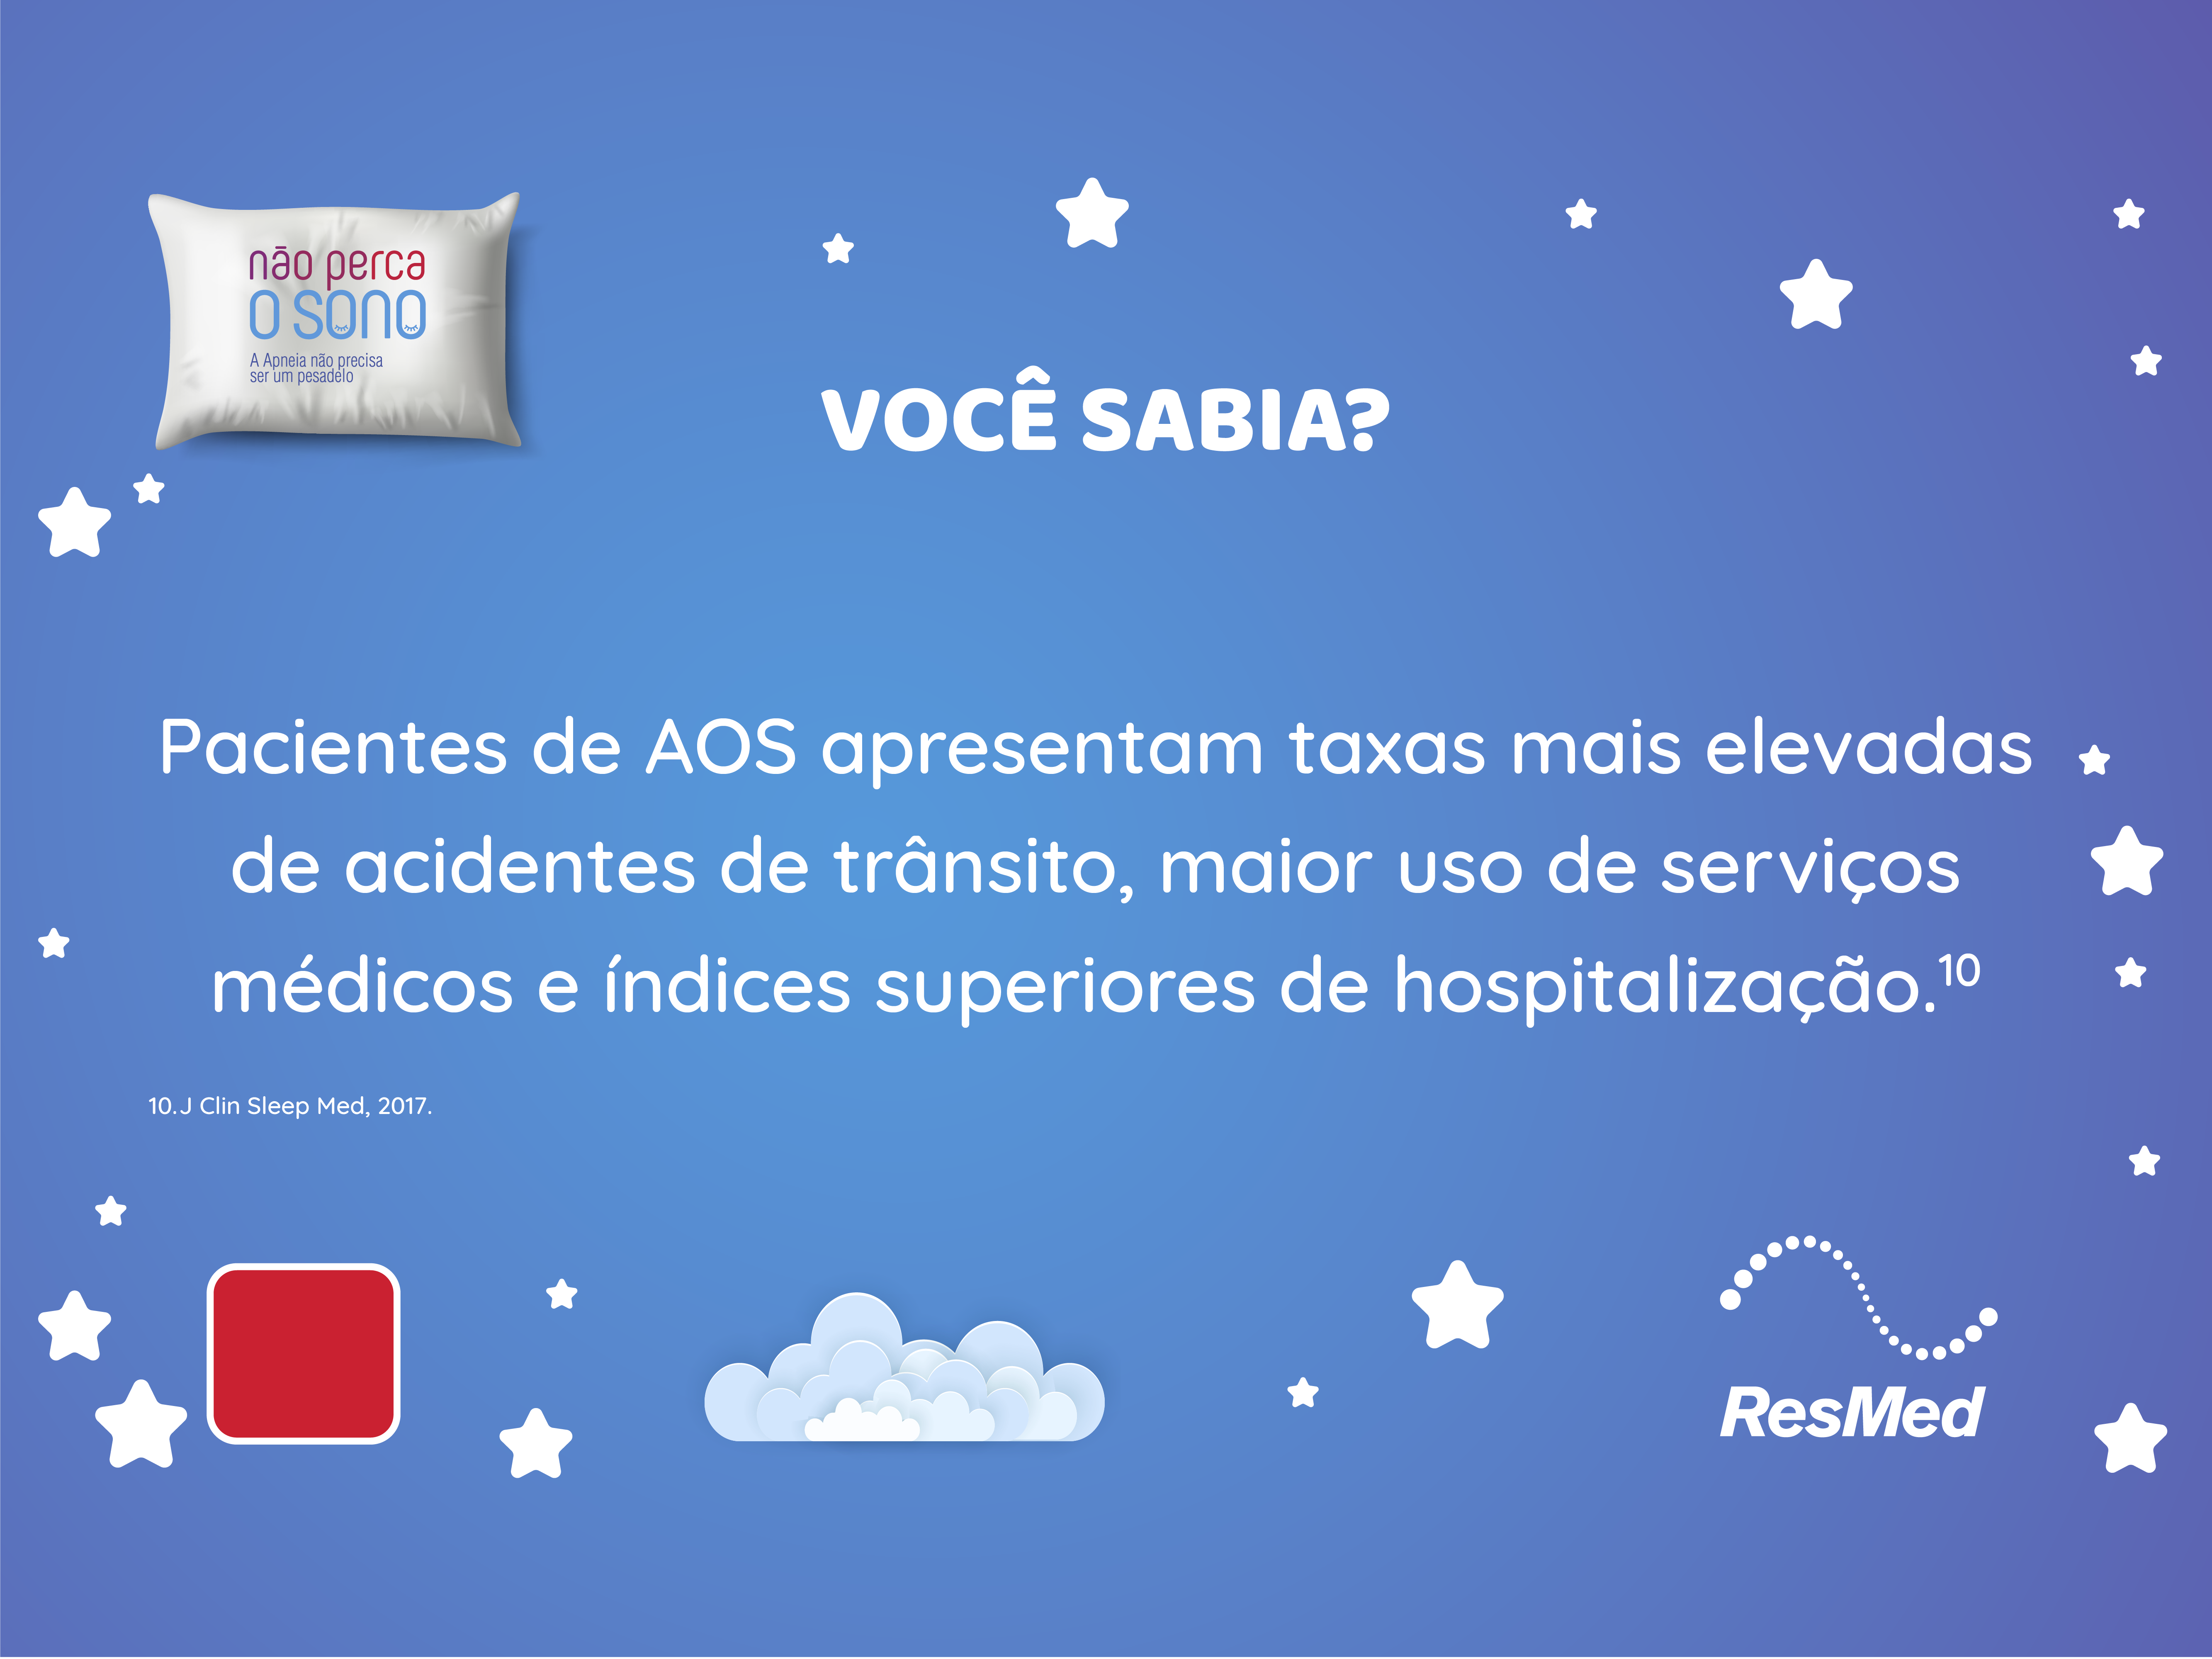 não perca
o sono
A Apneia não precisa
ser um pesadelo
VOCÊ SABIA?
Pacientes de AOS apresentam taxas mais elevadas
de acidentes de trânsito, maior uso de serviços
médicos e índices superiores de hospitalização.¹⁰
10. J Clin Sleep Med, 2017.
ResMed